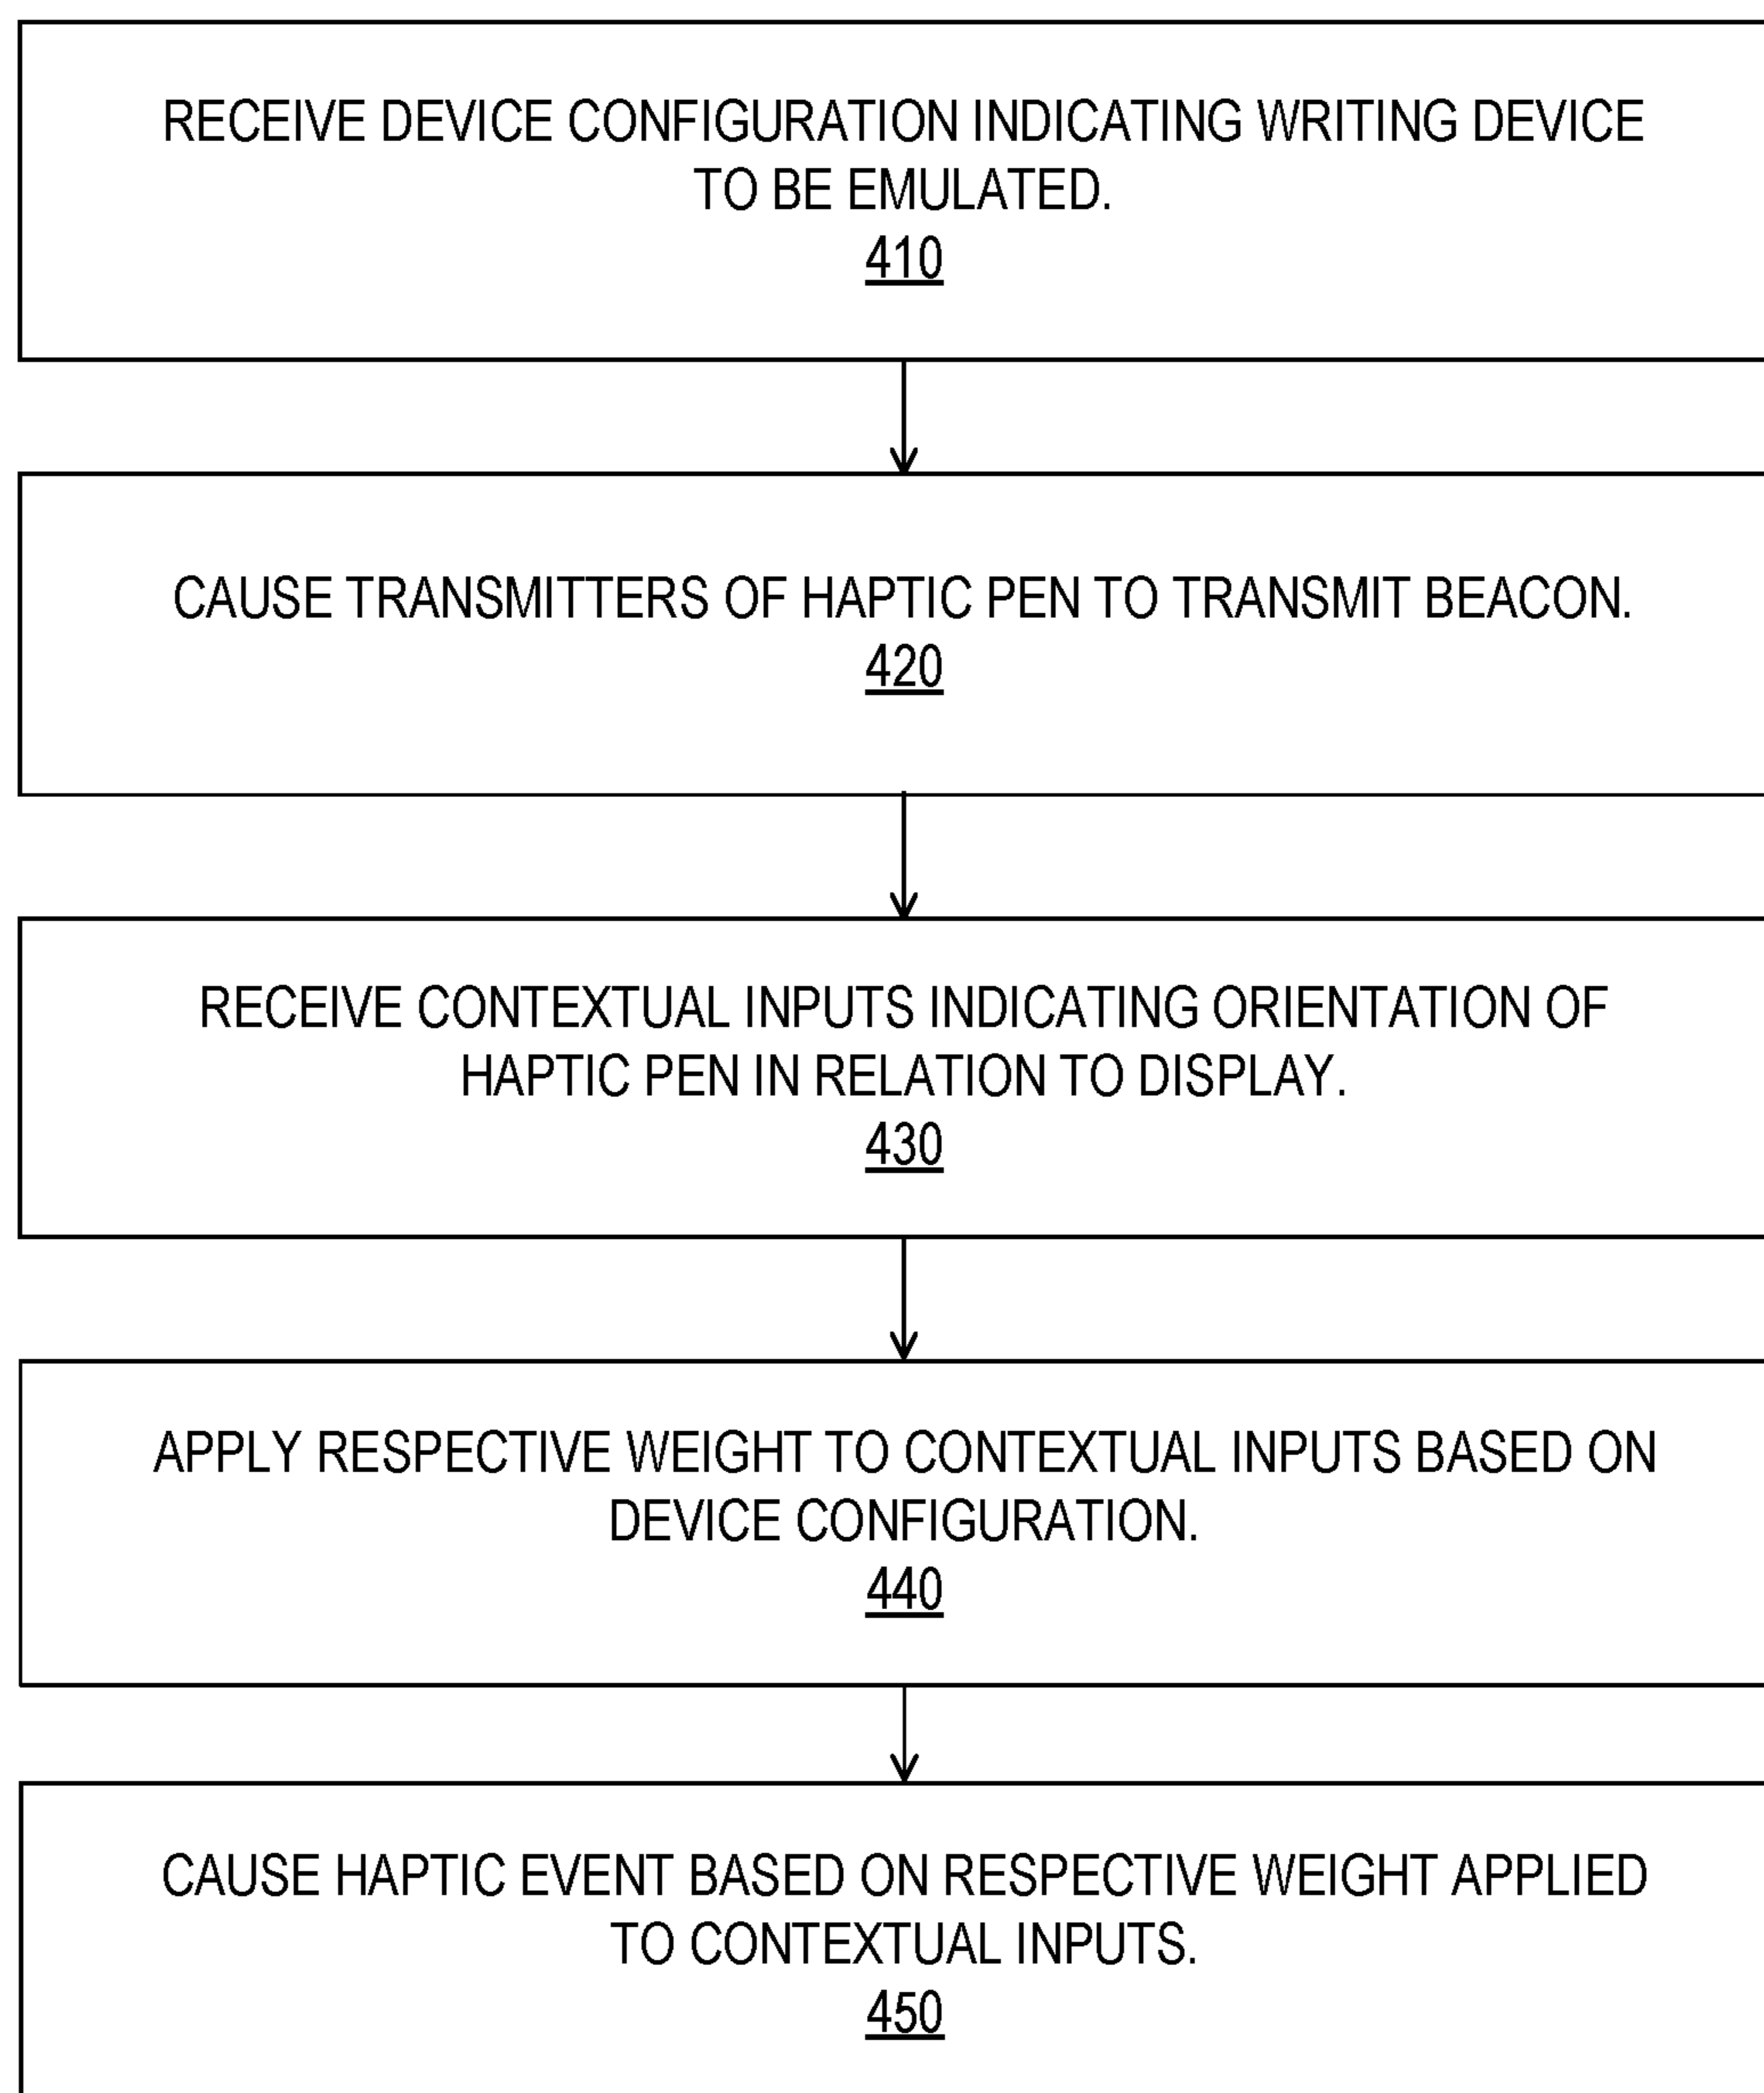 RECEIVE DEVICE CONFIGURATION INDICATING WRITING DEVICE
TO BE EMULATED.
410
CAUSE TRANSMITTERS OF HAPTIC PEN TO TRANSMIT BEACON.
420
RECEIVE CONTEXTUAL INPUTS INDICATING ORIENTATION OF
HAPTIC PEN IN RELATION TO DISPLAY.
430
APPLY RESPECTIVE WEIGHT TO CONTEXTUAL INPUTS BASED ON
DEVICE CONFIGURATION.
440
CAUSE HAPTIC EVENT BASED ON RESPECTIVE WEIGHT APPLIED
TO CONTEXTUAL INPUTS.
450